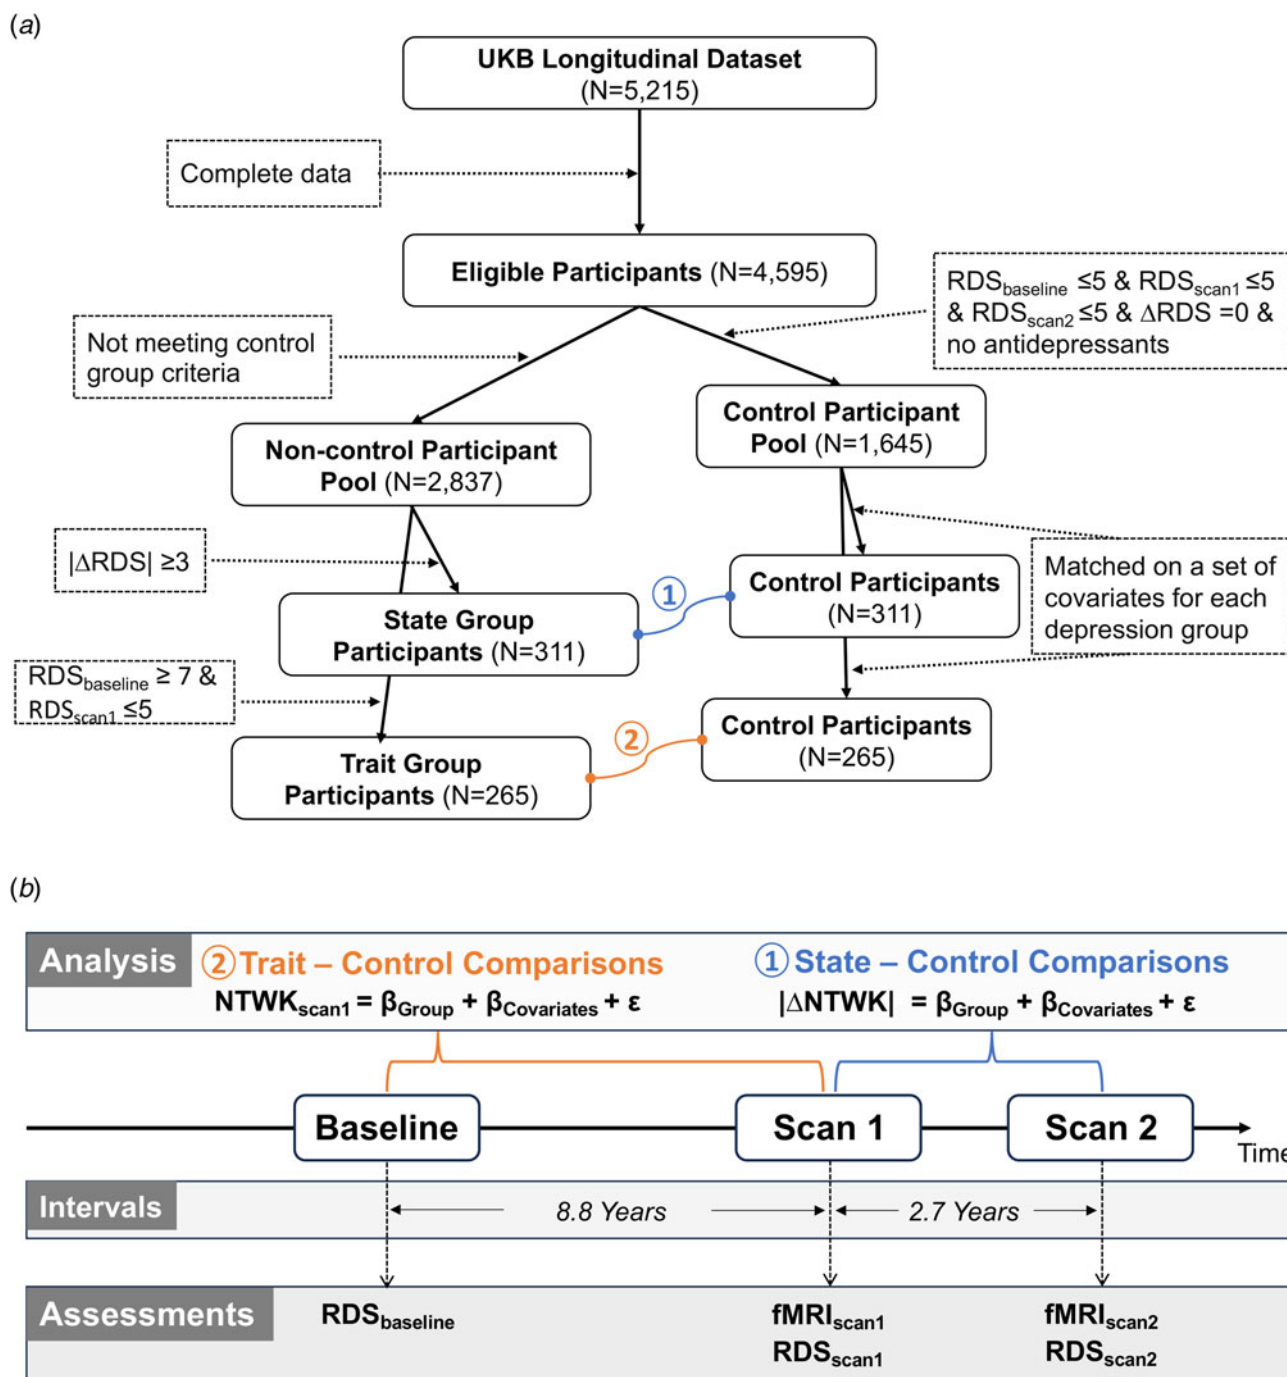 (a)
UKB Longitudinal Dataset
(N=5,215)
Complete data
Eligible Participants (N=4,595)
RDSbaseline ≤5 & RDSscan1 ≤5
& RDSscan2 ≤5 & ΔRDS =0 &
no antidepressants
Not meeting control
group criteria
Control Participant
Pool (N=1,645)
Non-control Participant
Pool (N=2,837)
|ΔRDS| ≥3
Control Participants
(N=311)
Matched on a set of
covariates for each
depression group
①
State Group
Participants (N=311)
RDSbaseline ≥ 7 &
RDSscan1 ≤5
Control Participants
(N=265)
②
Trait Group
Participants (N=265)
(b)
Analysis
② Trait – Control Comparisons
NTWKscan1 = βGroup + βCovariates + ε
① State – Control Comparisons
|ΔNTWK| = βGroup + βCovariates + ε
Baseline
Scan 1
Scan 2
Time
Intervals
8.8 Years
2.7 Years
Assessments
RDSbaseline
fMRIscan1
RDSscan1
fMRIscan2
RDSscan2